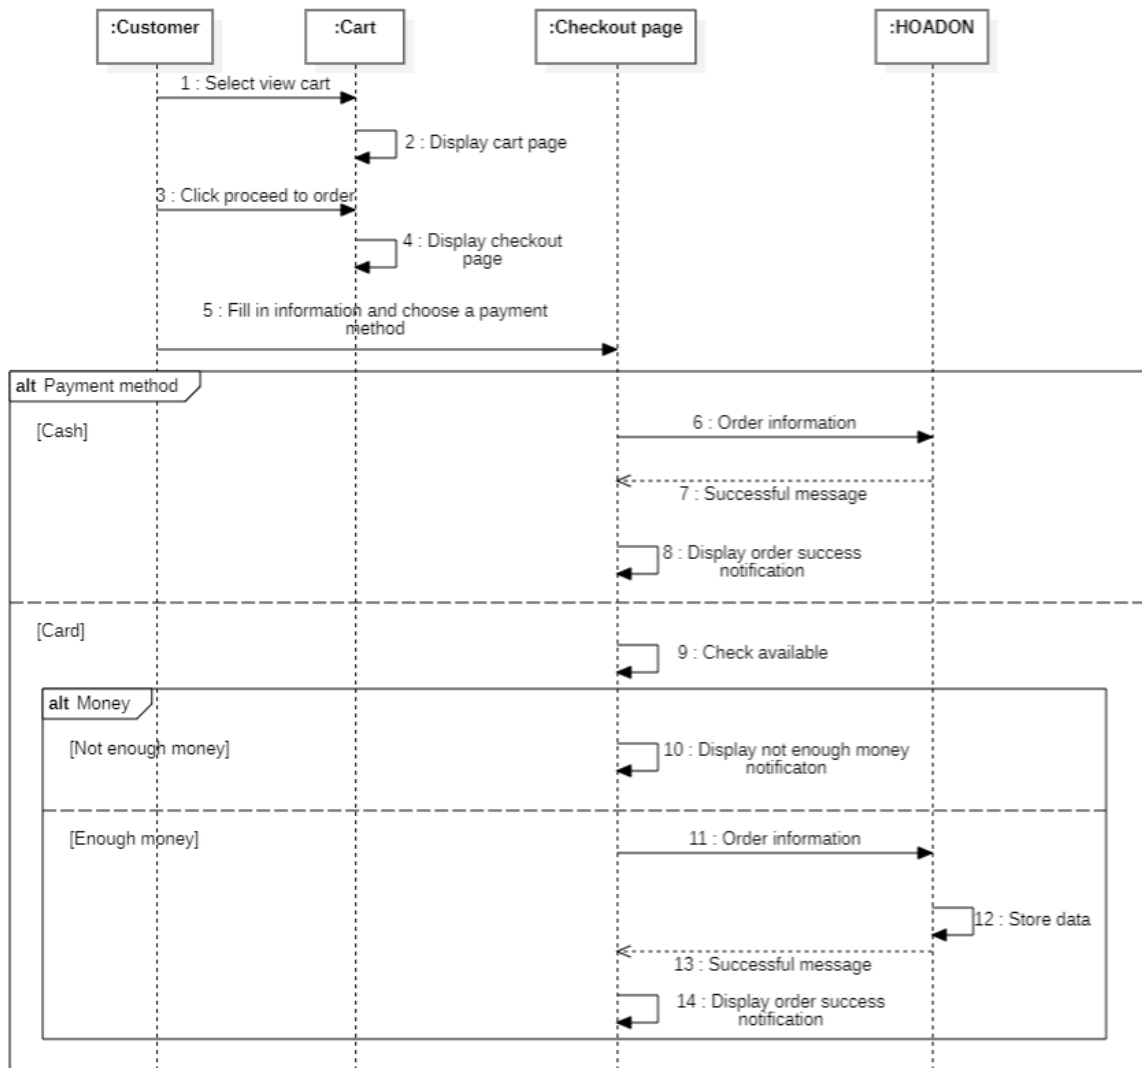 :Customer
:Cart
:Checkout page
:HOADON
1 : Select view cart
2 : Display cart page
3 : Click proceed to order
4 : Display checkout
page
5 : Fill in information and choose a payment
method
alt Payment method
[Cash]
6 : Order information
7 : Successful message
8 : Display order success
notification
[Card]
9 : Check available
alt Money
[Not enough money]
10 : Display not enough money
notificaton
[Enough money]
11 : Order information
12 : Store data
13 : Successful message
14 : Display order success
notification